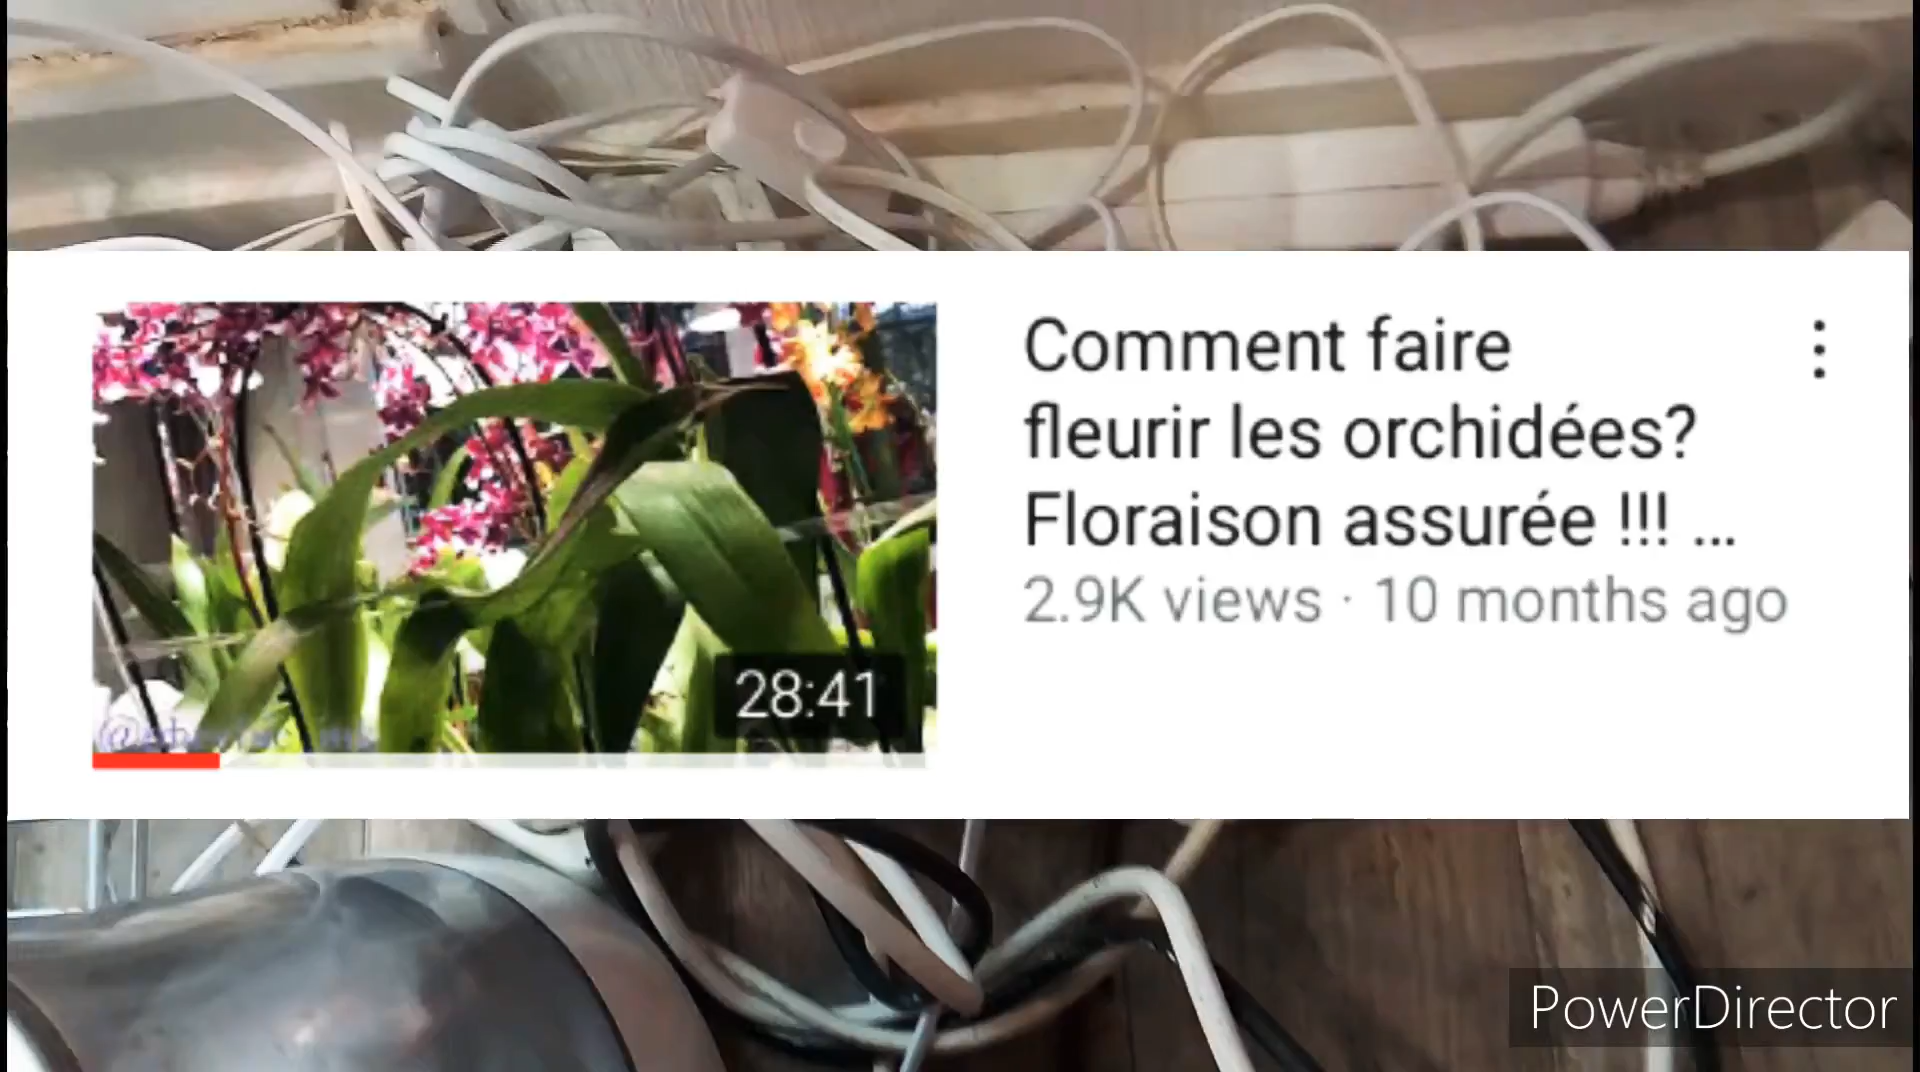 Comment faire
fleurir les orchidées?
Floraison assurée !!! ...
2.9K views · 10 months ago
28:41
PowerDirector